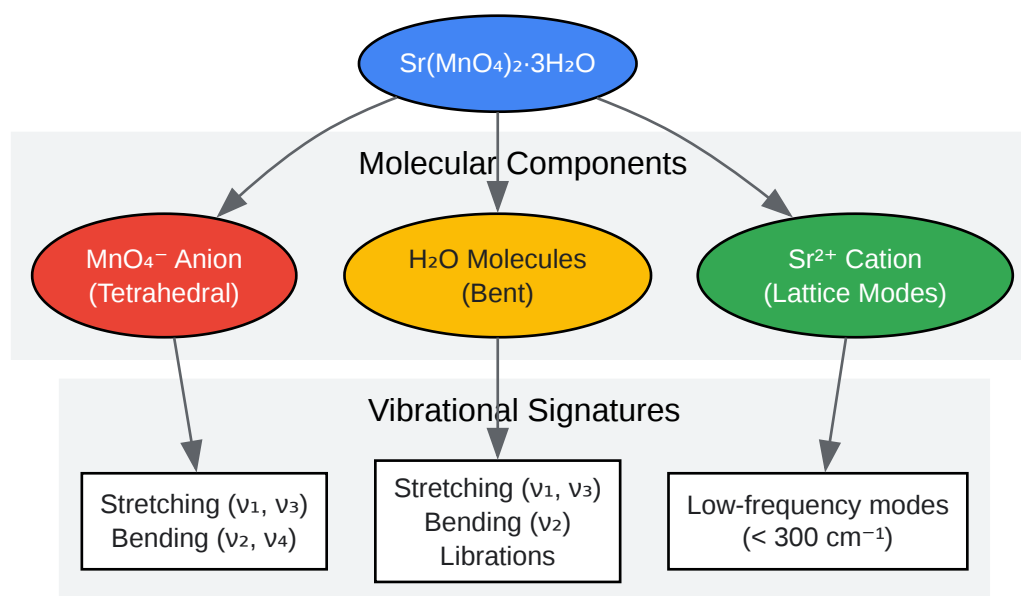 Sr(MnO₄)₂·3H₂O
Molecular Components
MnO₄⁻ Anion
(Tetrahedral)
H₂O Molecules
(Bent)
Sr²⁺ Cation
(Lattice Modes)
Vibrational Signatures
Stretching (ν₁, ν₃)
Bending (ν₂, ν₄)
Stretching (ν₁, ν₃)
Bending (ν₂)
Librations
Low-frequency modes
(< 300 cm⁻¹)